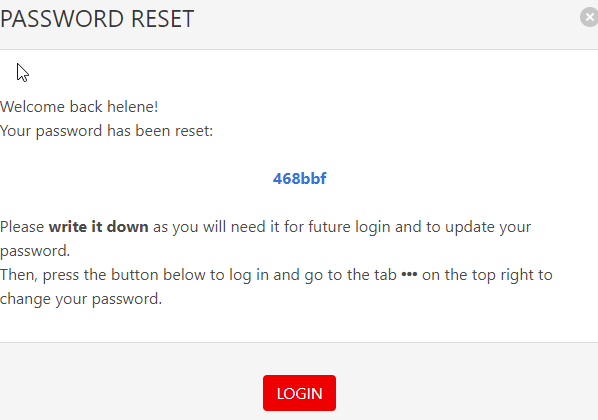 PASSWORD RESET
Welcome back helene!
Your password has been reset:
468bbf
Please write it down as you will need it for future login and to update your
password.
Then, press the button below to log in and go to the tab ••• on the top right to
change your password.
LOGIN